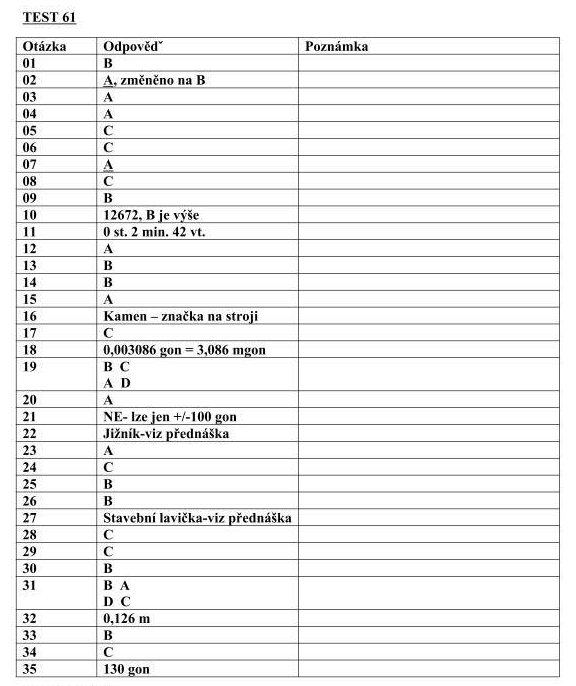 TEST 61
Otázka Odpověďˇ Poznámka
01 B
02 A, změněno na B
03 A
04 A
05 C
06 C
07 A
08 C
09 B
10 12672, B je výše
11 0 st. 2 min. 42 vt.
12 A
13 B
14 B
15 A
16 Kamen – značka na stroji
17 C
18 0,003086 gon = 3,086 mgon
19 B C
A D
20 A
21 NE- lze jen +/-100 gon
22 Jižník-viz přednáška
23 A
24 C
25 B
26 B
27 Stavební lavička-viz přednáška
28 C
29 C
30 B
31 B A
D C
32 0,126 m
33 B
34 C
35 130 gon